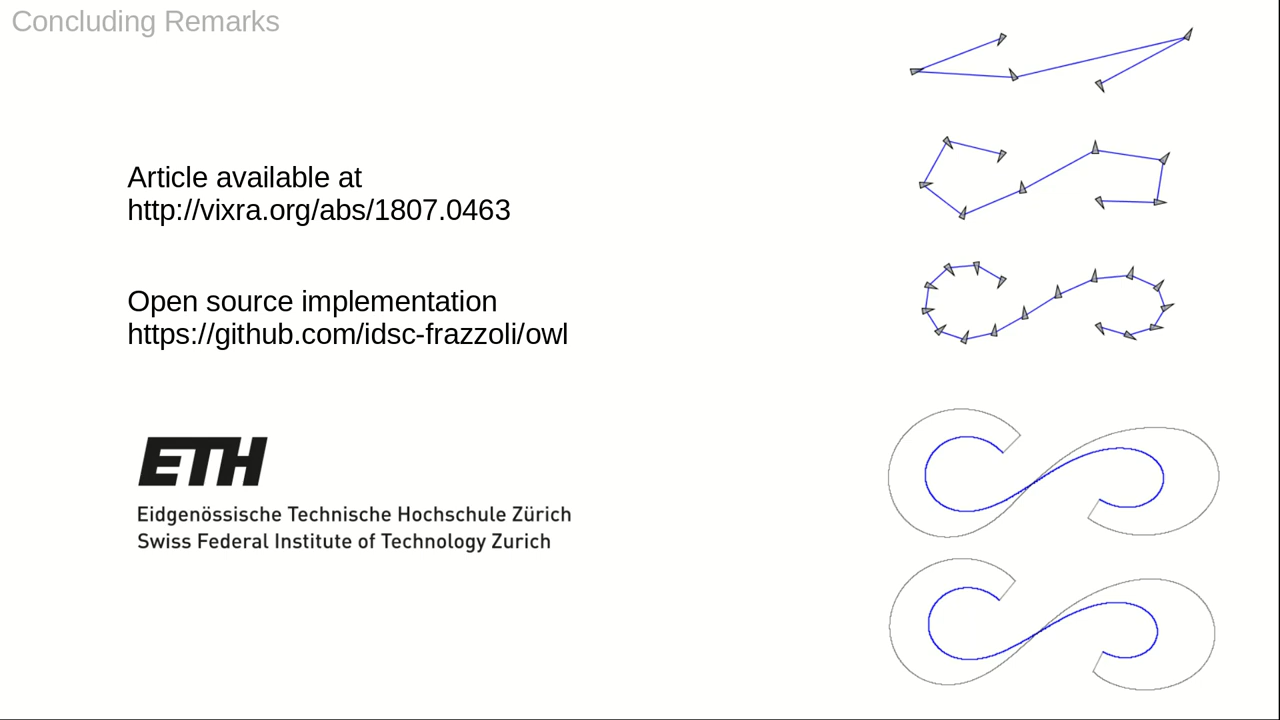 Concluding Remarks
Article available at
http://vixra.org/abs/1807.0463
Open source implementation
https://github.com/idsc-frazzoli/owl
ETH
Eidgenössische Technische Hochschule Zürich
Swiss Federal Institute of Technology Zurich